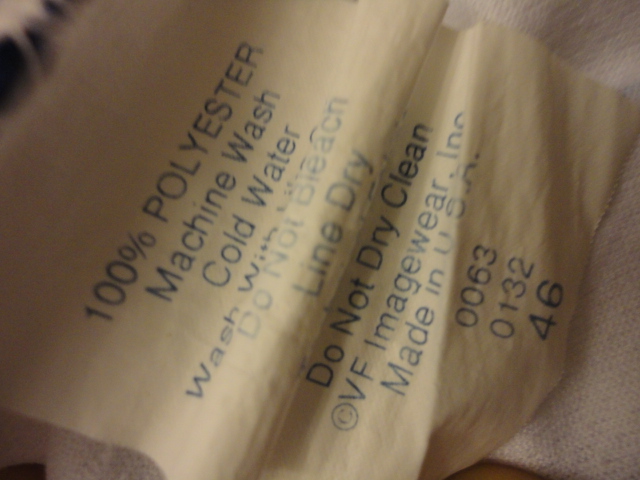 100% POLYESTER
Machine Wash
Cold Water
Wash With
Do Not Bleach
Line Dry
Do Not Dry Clean
©VF Imagewear, Inc.
Made in U.S.A.
0063
0132
46